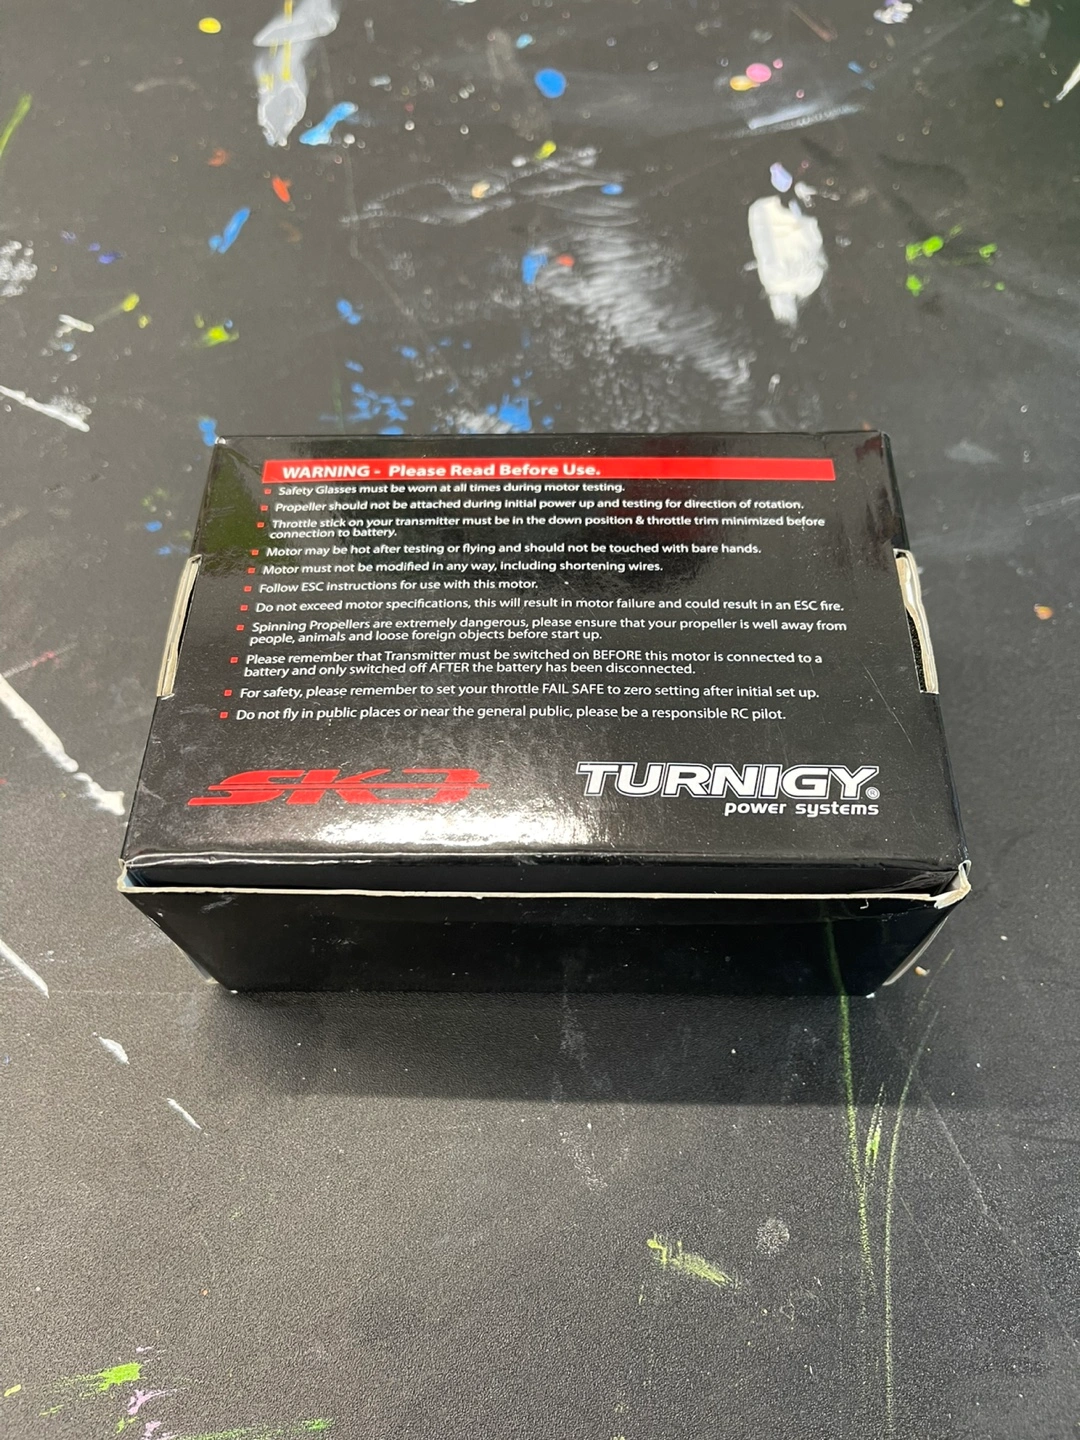 WARNING - Please Read Before Use.
Safety Glasses must be worn at all times during motor testing.
Propeller should not be attached during initial power up and testing for direction of rotation.
Throttle stick on your transmitter must be in the down position & throttle trim minimized before
connection to battery.
Motor may be hot after testing or flying and should not be touched with bare hands.
Motor must not be modified in any way, including shortening wires.
Follow ESC instructions for use with this motor.
Do not exceed motor specifications, this will result in motor failure and could result in an ESC fire.
Spinning Propellers are extremely dangerous, please ensure that your propeller is well away from
people, animals and loose foreign objects before start up.
Please remember that Transmitter must be switched on BEFORE this motor is connected to a
battery and only switched off AFTER the battery has been disconnected.
For safety, please remember to set your throttle FAIL SAFE to zero setting after initial set up.
Do not fly in public places or near the general public, please be a responsible RC pilot.
SK3 TURNIGY®
power systems